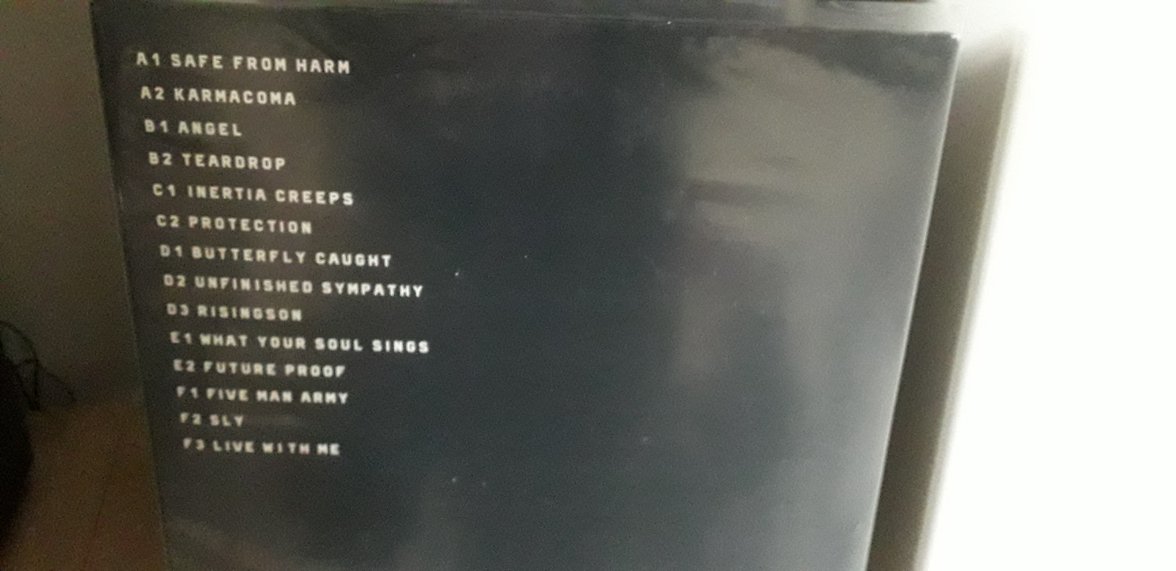 A1 SAFE FROM HARM
A2 KARMACOMA
B1 ANGEL
B2 TEARDROP
C1 INERTIA CREEPS
C2 PROTECTION
D1 BUTTERFLY CAUGHT
D2 UNFINISHED SYMPATHY
D3 RISINGSON
E1 WHAT YOUR SOUL SINGS
E2 FUTURE PROOF
F1 FIVE MAN ARMY
F2 SLY
F3 LIVE WITH ME